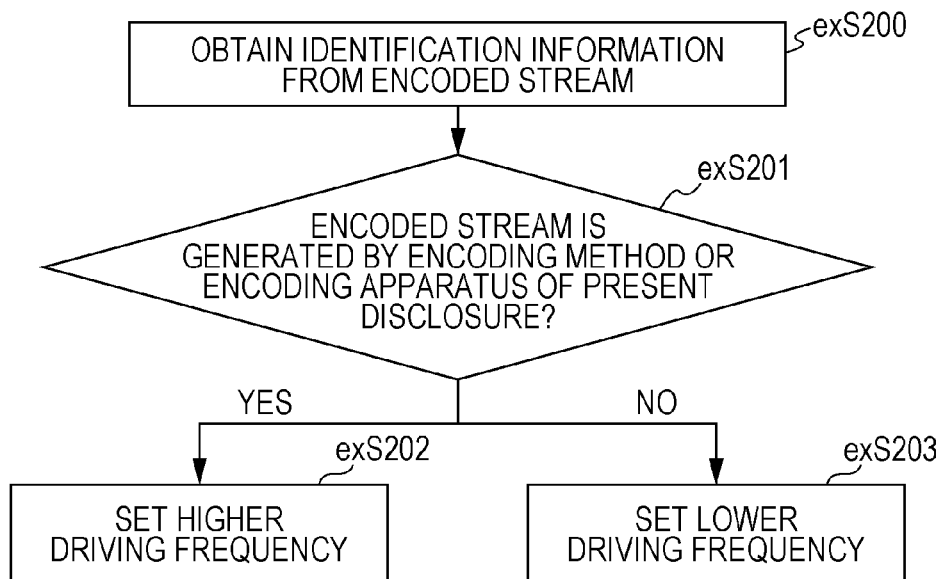 exS200
OBTAIN IDENTIFICATION INFORMATION
FROM ENCODED STREAM
exS201
ENCODED STREAM IS
GENERATED BY ENCODING METHOD OR
ENCODING APPARATUS OF PRESENT
DISCLOSURE?
YES
NO
exS202
exS203
SET HIGHER
DRIVING FREQUENCY
SET LOWER
DRIVING FREQUENCY